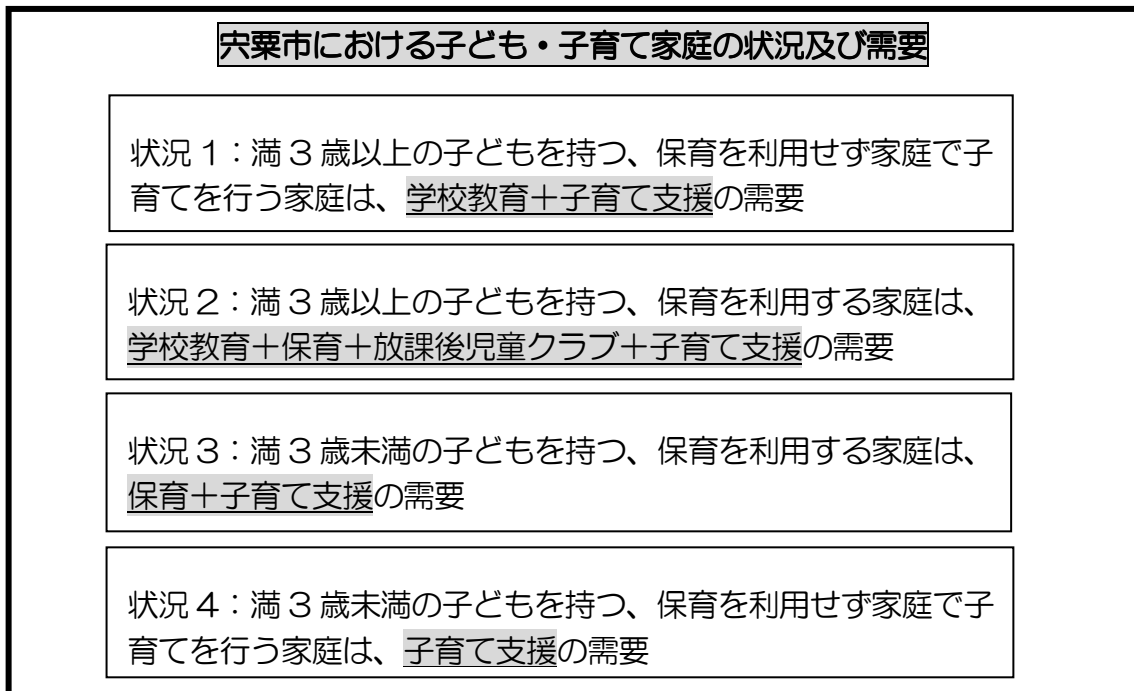 宍粟市における子ども・子育て家庭の状況及び需要
状況１：満３歳以上の子どもを持つ、保育を利用せず家庭で子
育てを行う家庭は、学校教育＋子育て支援の需要
状況２：満３歳以上の子どもを持つ、保育を利用する家庭は、
学校教育＋保育＋放課後児童クラブ＋子育て支援の需要
状況３：満３歳未満の子どもを持つ、保育を利用する家庭は、
保育＋子育て支援の需要
状況４：満３歳未満の子どもを持つ、保育を利用せず家庭で子
育てを行う家庭は、子育て支援の需要